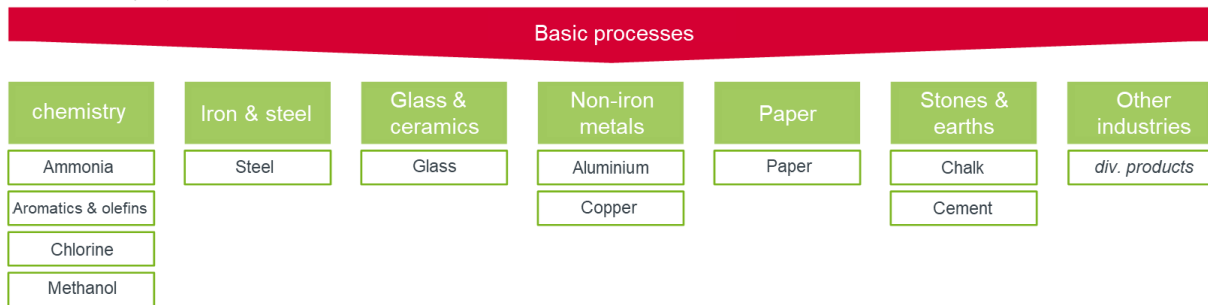 Basic processes
chemistry
Ammonia
Aromatics & olefins
Chlorine
Methanol
Iron & steel
Steel
Glass &
ceramics
Glass
Non-iron
metals
Aluminium
Copper
Paper
Paper
Stones &
earths
Chalk
Cement
Other
industries
div. products